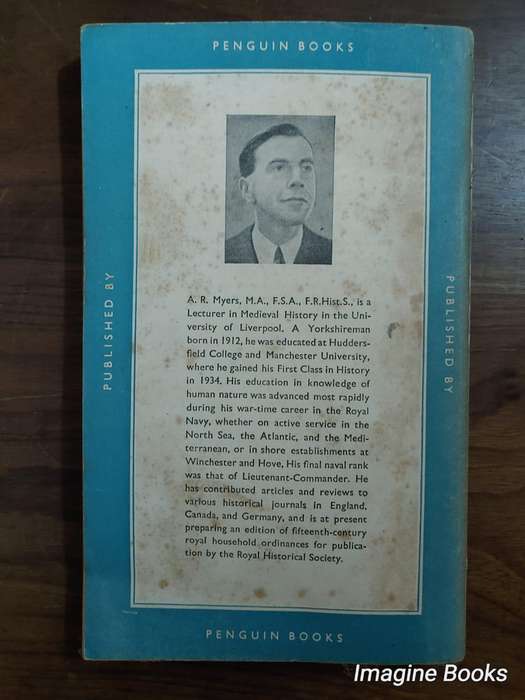 PENGUIN BOOKS
PUBLISHED BY
A. R. Myers, M.A., F.S.A., F.R.Hist.S., is a
Lecturer in Medieval History in the Uni-
versity of Liverpool. A Yorkshireman
born in 1912, he was educated at Hudders-
field College and Manchester University,
where he gained his First Class in History
in 1934. His education in knowledge of
human nature was advanced most rapidly
during his war-time career in the Royal
Navy, whether on active service in the
North Sea, the Atlantic, and the Medi-
terranean, or in shore establishments at
Winchester and Hove. His final naval rank
was that of Lieutenant-Commander. He
has contributed articles and reviews to
various historical journals in England,
Canada, and Germany, and is at present
preparing an edition of fifteenth-century
royal household ordinances for publica-
tion by the Royal Historical Society.
PUBLISHED BY
PENGUIN BOOKS
Imagine Books